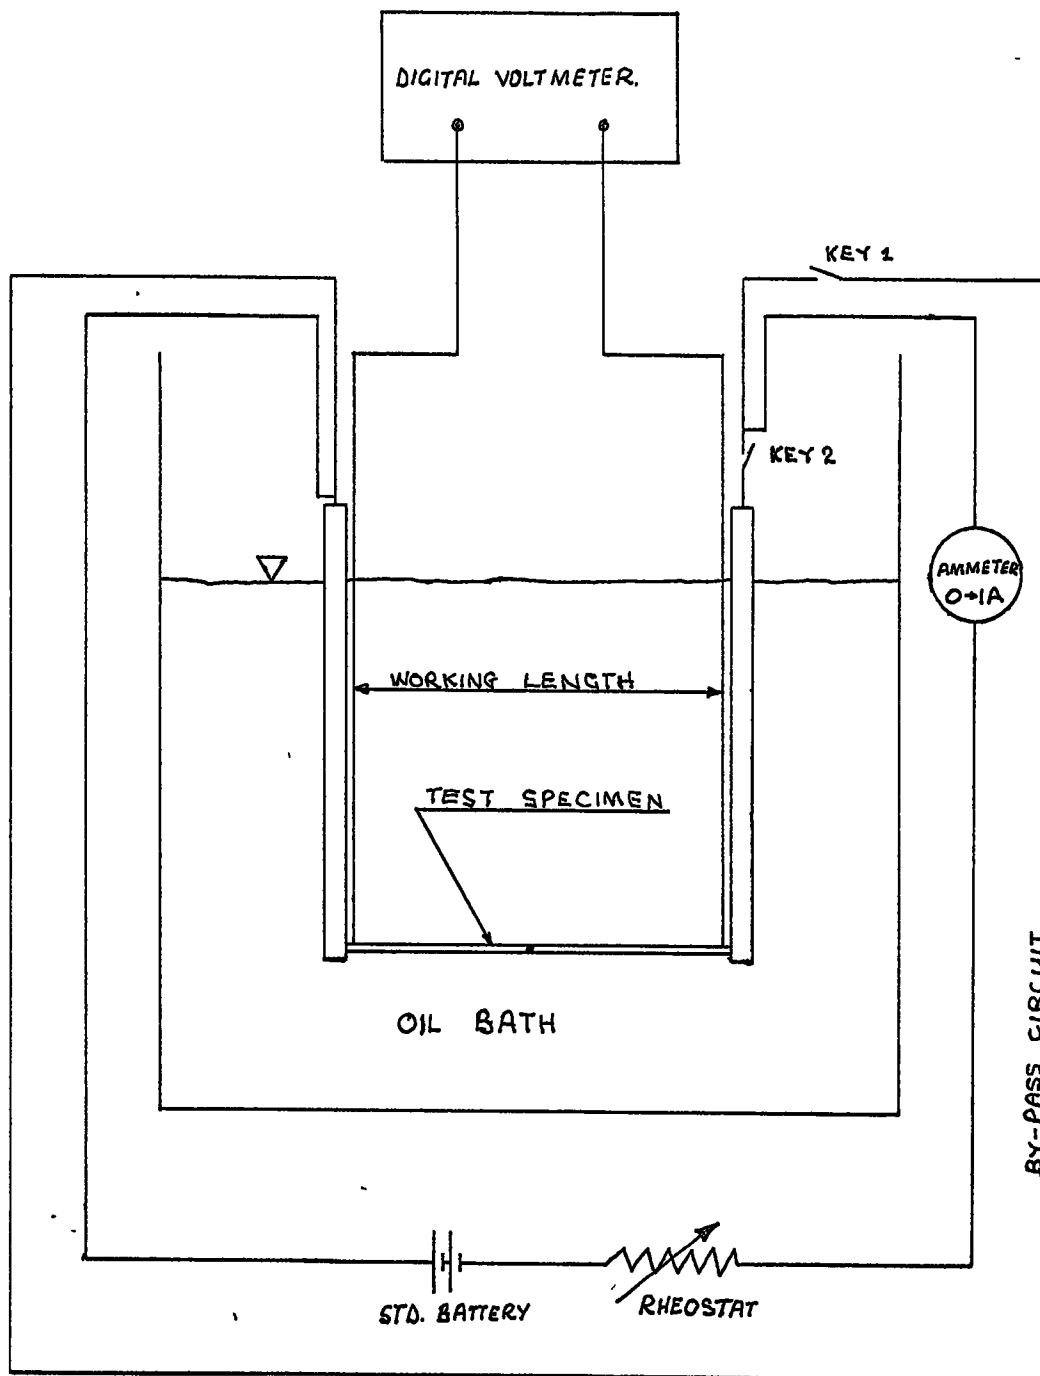 DIGITAL VOLTMETER.
KEY 1
KEY 2
AMMETER
0→1A
WORKING LENGTH
TEST SPECIMEN
OIL BATH
BY-PASS CIRCUIT
STD. BATTERY
RHEOSTAT